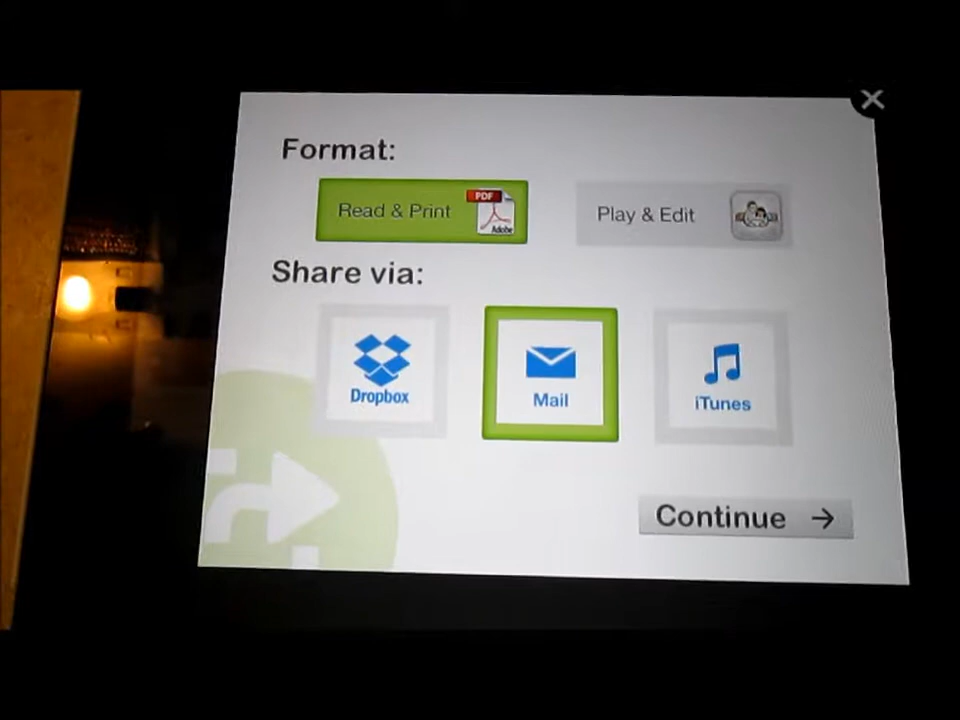 Format:
Read & Print
PDF
Adobe
Play & Edit
Share via:
Dropbox
Mail
iTunes
Continue